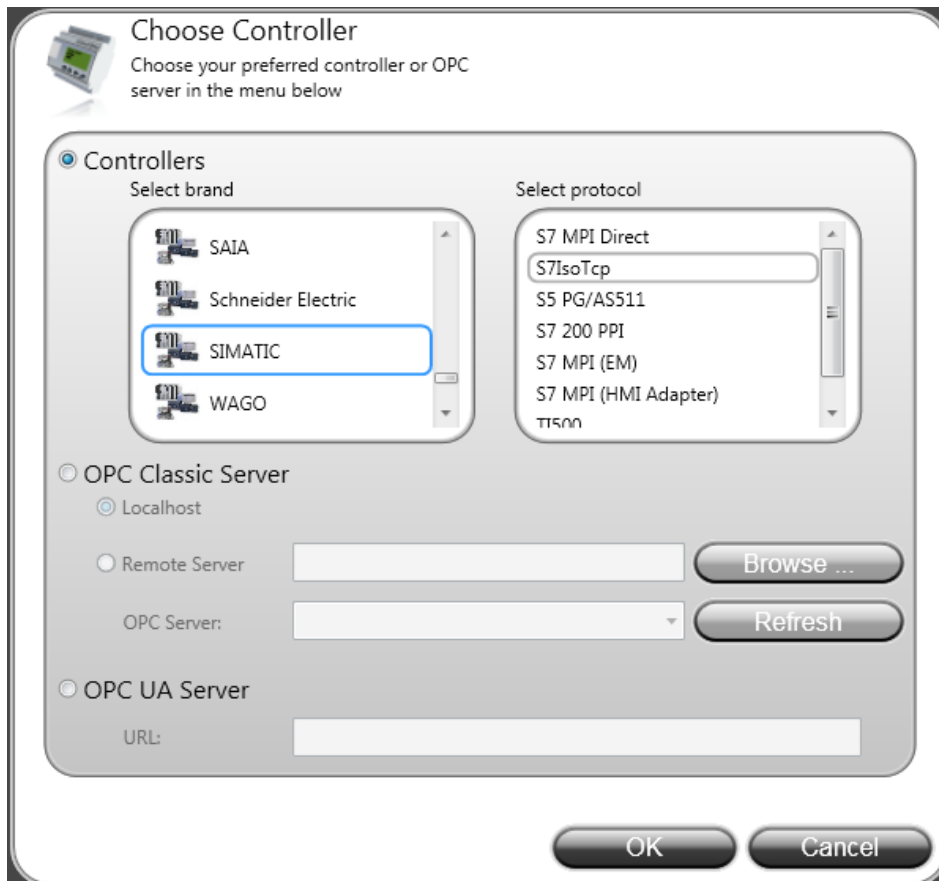 Choose Controller
Choose your preferred controller or OPC
server in the menu below
Controllers
Select brand
SAIA
Schneider Electric
SIMATIC
WAGO
Select protocol
S7 MPI Direct
S7IsoTcp
S5 PG/AS511
S7 200 PPI
S7 MPI (EM)
S7 MPI (HMI Adapter)
TI500
OPC Classic Server
Localhost
Remote Server
Browse ...
OPC Server:
Refresh
OPC UA Server
URL:
OK
Cancel